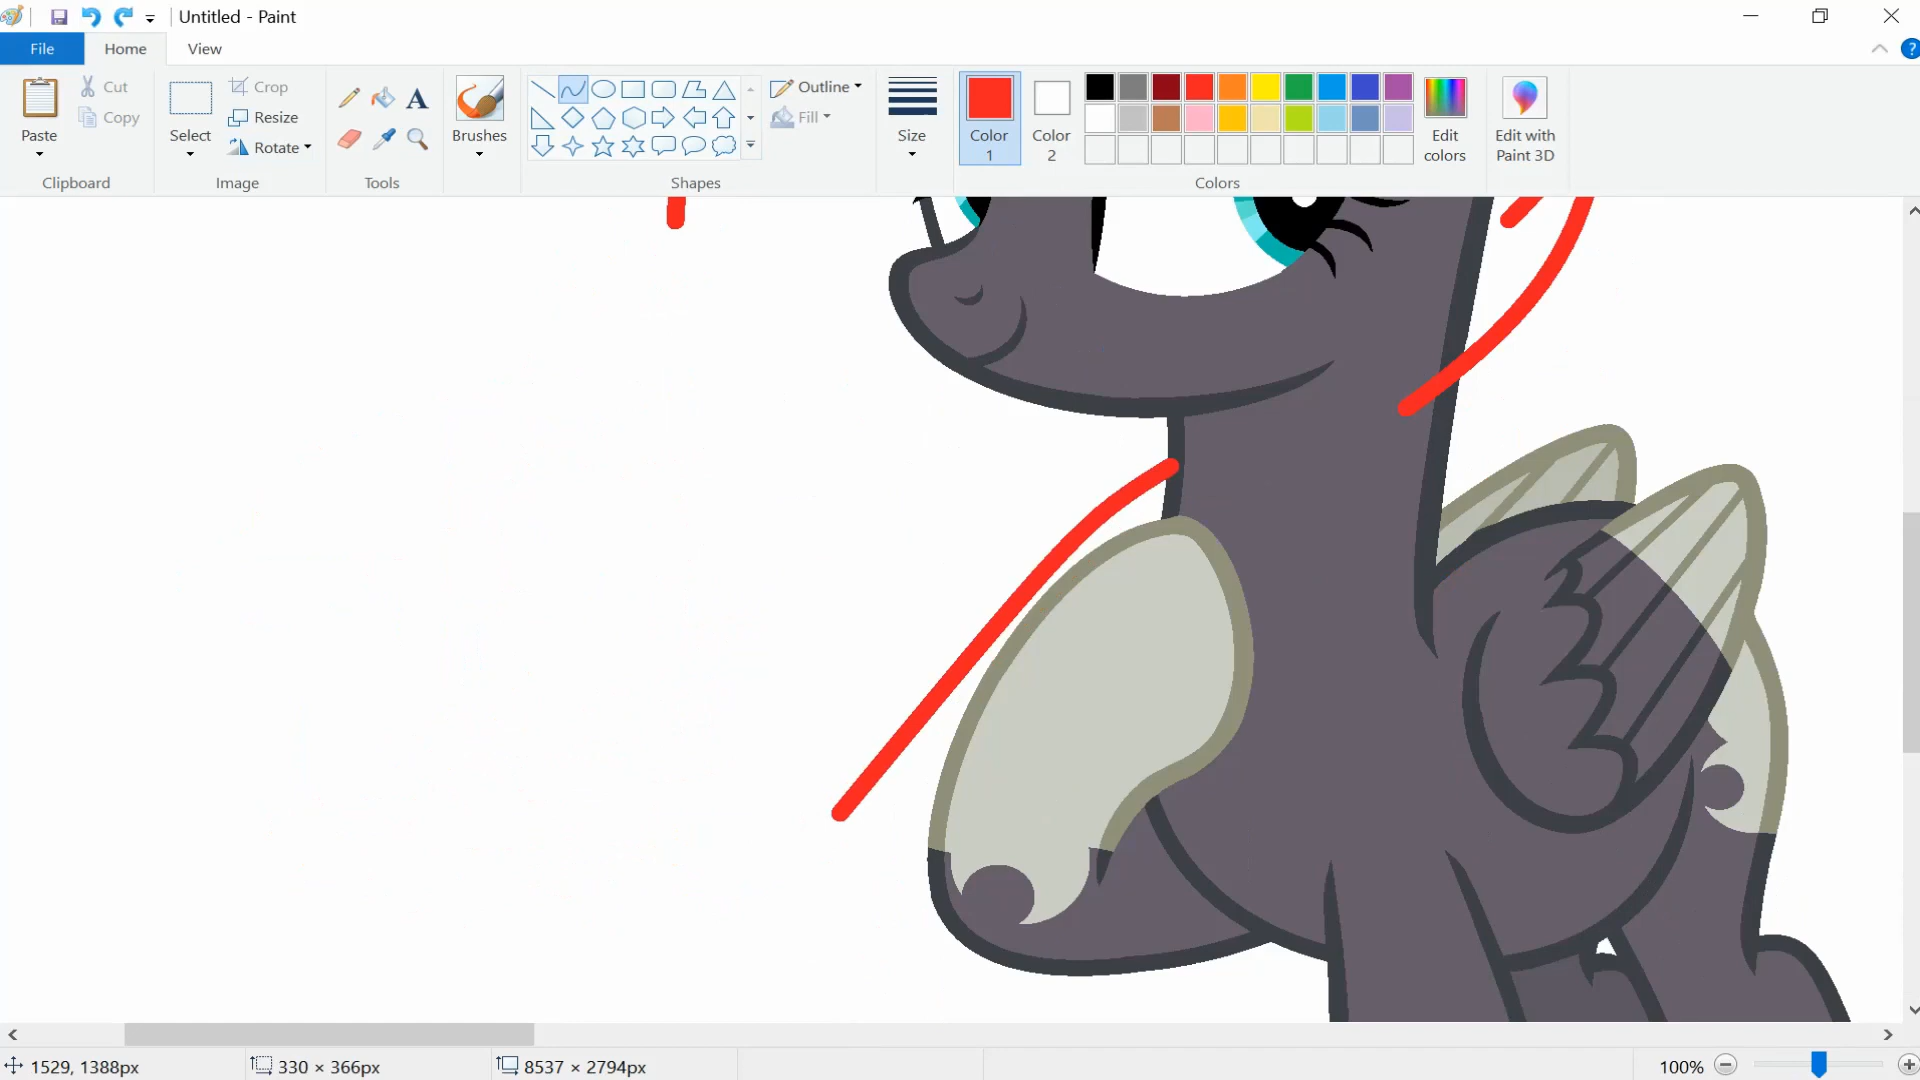 Untitled - Paint
File Home View
Paste
Cut
Copy
Clipboard
Select
Crop
Resize
Rotate
Image
A
Tools
Brushes
Shapes
Outline
Fill
Size
Color 1
Color 2
Edit colors
Colors
Edit with Paint 3D
?
1529, 1388px 330 × 366px 8537 × 2794px 100%